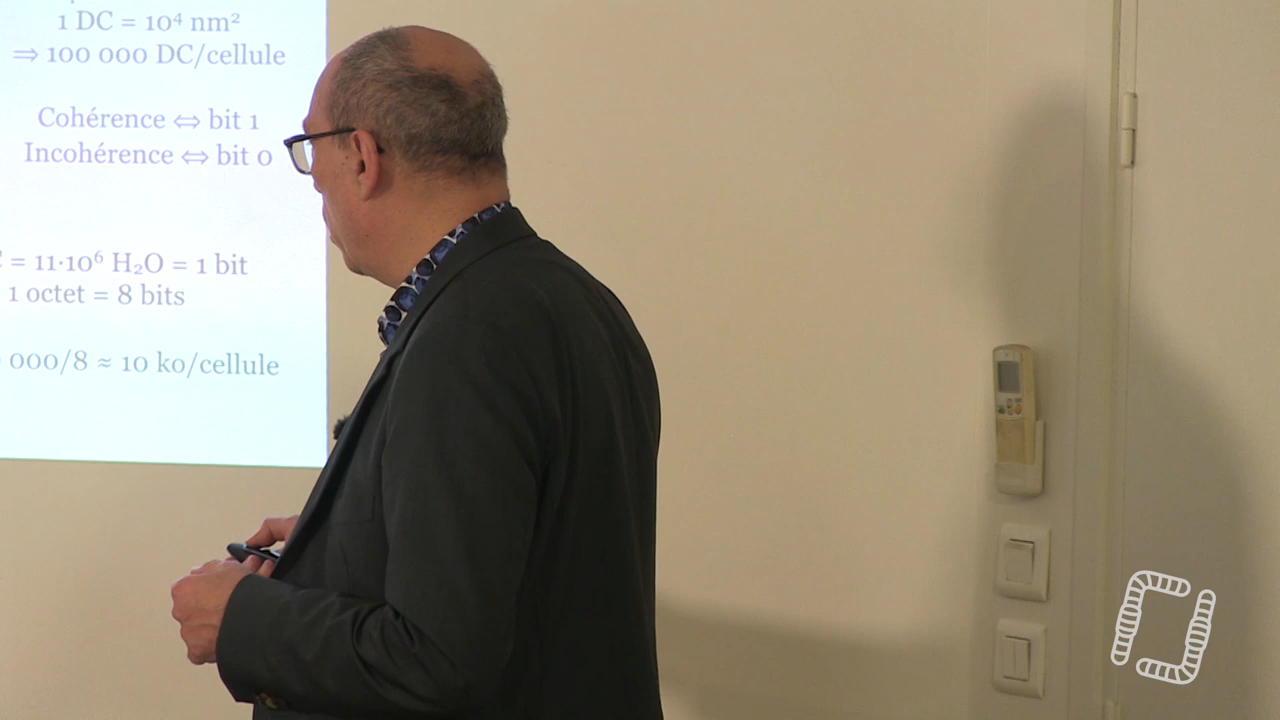 1 DC = 10⁴ nm²
⇒ 100 000 DC/cellule
Cohérence ⇔ bit 1
Incohérence ⇔ bit 0
= 11·10⁶ H₂O = 1 bit
1 octet = 8 bits
000/8 ≈ 10 ko/cellule